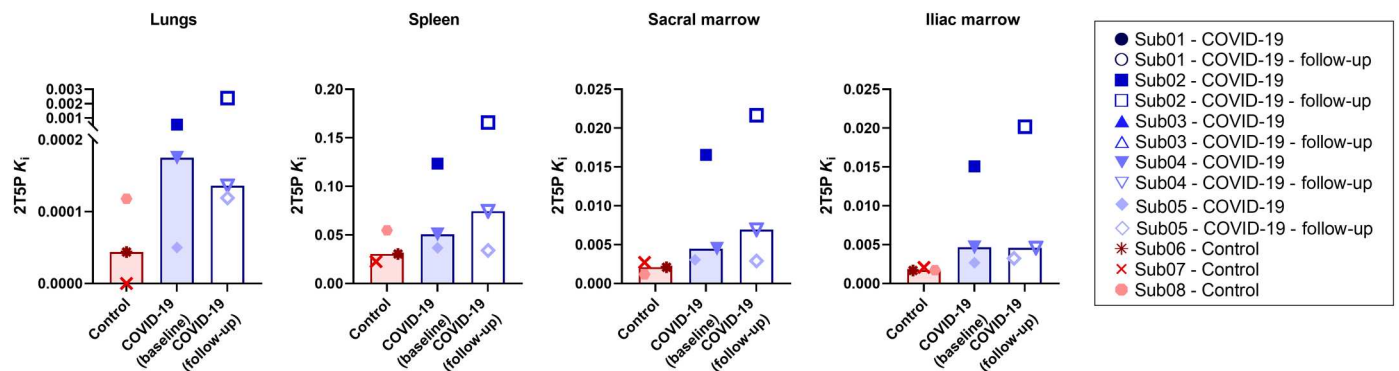 Lungs
2T5P Ki
0.003
0.002
0.001
0.0002
0.0001
0.0000
Control
COVID-19
(baseline)
COVID-19
(follow-up)
Spleen
2T5P Ki
0.20
0.15
0.10
0.05
0.00
Control
COVID-19
(baseline)
COVID-19
(follow-up)
Sacral marrow
2T5P Ki
0.025
0.020
0.015
0.010
0.005
0.000
Control
COVID-19
(baseline)
COVID-19
(follow-up)
Iliac marrow
2T5P Ki
0.025
0.020
0.015
0.010
0.005
0.000
Control
COVID-19
(baseline)
COVID-19
(follow-up)
Sub01 - COVID-19
Sub01 - COVID-19 - follow-up
Sub02 - COVID-19
Sub02 - COVID-19 - follow-up
Sub03 - COVID-19
Sub03 - COVID-19 - follow-up
Sub04 - COVID-19
Sub04 - COVID-19 - follow-up
Sub05 - COVID-19
Sub05 - COVID-19 - follow-up
Sub06 - Control
Sub07 - Control
Sub08 - Control